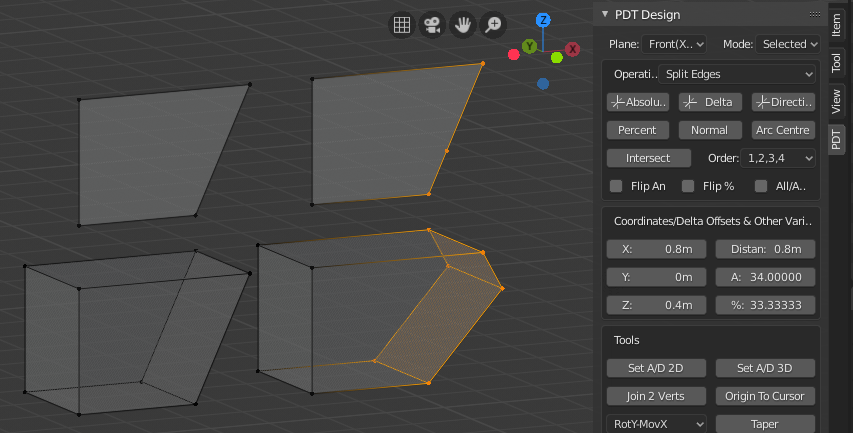 Z
Y
X
PDT Design
Plane: Front(X.. Mode: Selected
Operati.. Split Edges
Absolu.. Delta Directi..
Percent Normal Arc Centre
Intersect Order: 1,2,3,4
Flip An Flip % All/A..
Coordinates/Delta Offsets & Other Vari..
X: 0.8m Distan: 0.8m
Y: 0m A: 34.00000
Z: 0.4m %: 33.33333
Tools
Set A/D 2D Set A/D 3D
Join 2 Verts Origin To Cursor
RotY-MovX Taper
Item
Tool
View
PDT